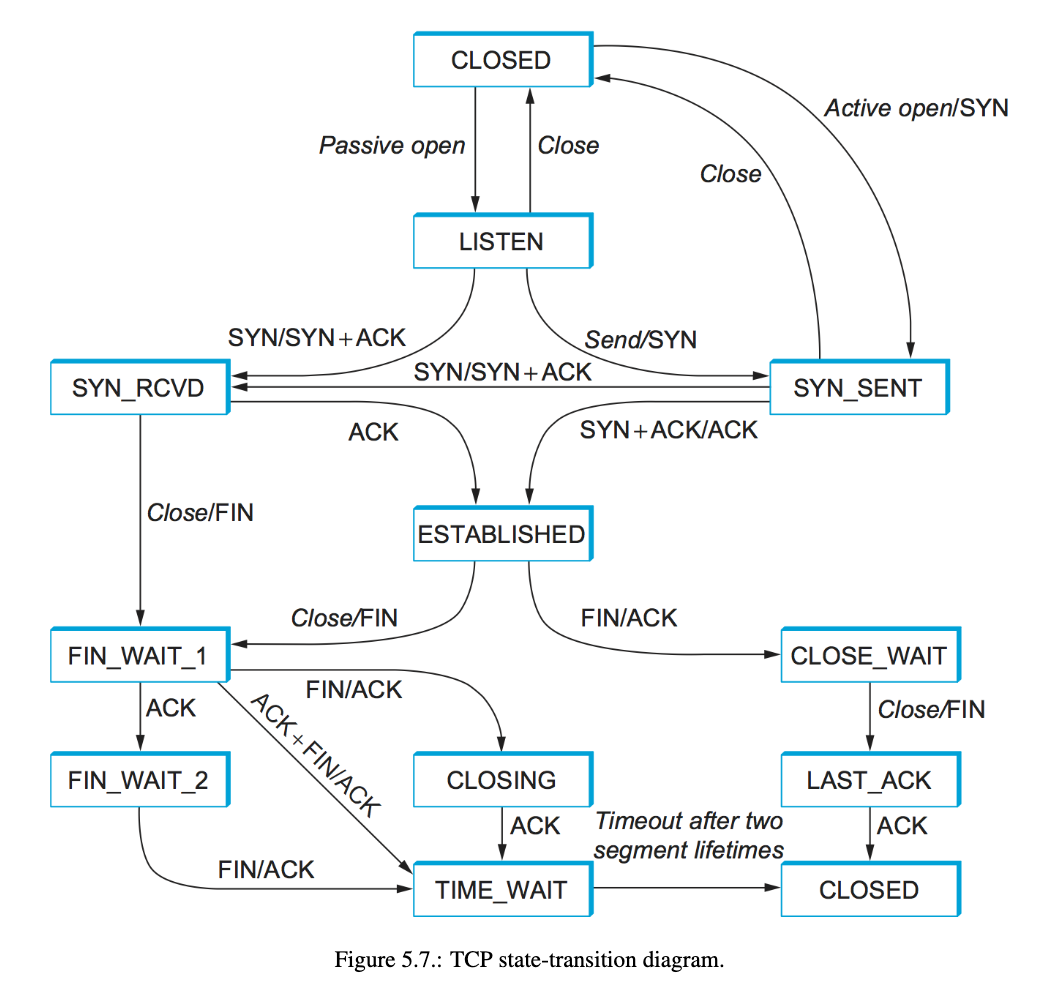 CLOSED
Active open/SYN
Passive open
Close
Close
LISTEN
SYN/SYN+ACK
Send/SYN
SYN/SYN+ACK
SYN_RCVD
SYN_SENT
ACK
SYN+ACK/ACK
Close/FIN
ESTABLISHED
Close/FIN
FIN/ACK
FIN_WAIT_1
CLOSE_WAIT
FIN/ACK
ACK
ACK+FIN/ACK
Close/FIN
FIN_WAIT_2
CLOSING
LAST_ACK
ACK
Timeout after two
segment lifetimes
ACK
FIN/ACK
TIME_WAIT
CLOSED
Figure 5.7.: TCP state-transition diagram.